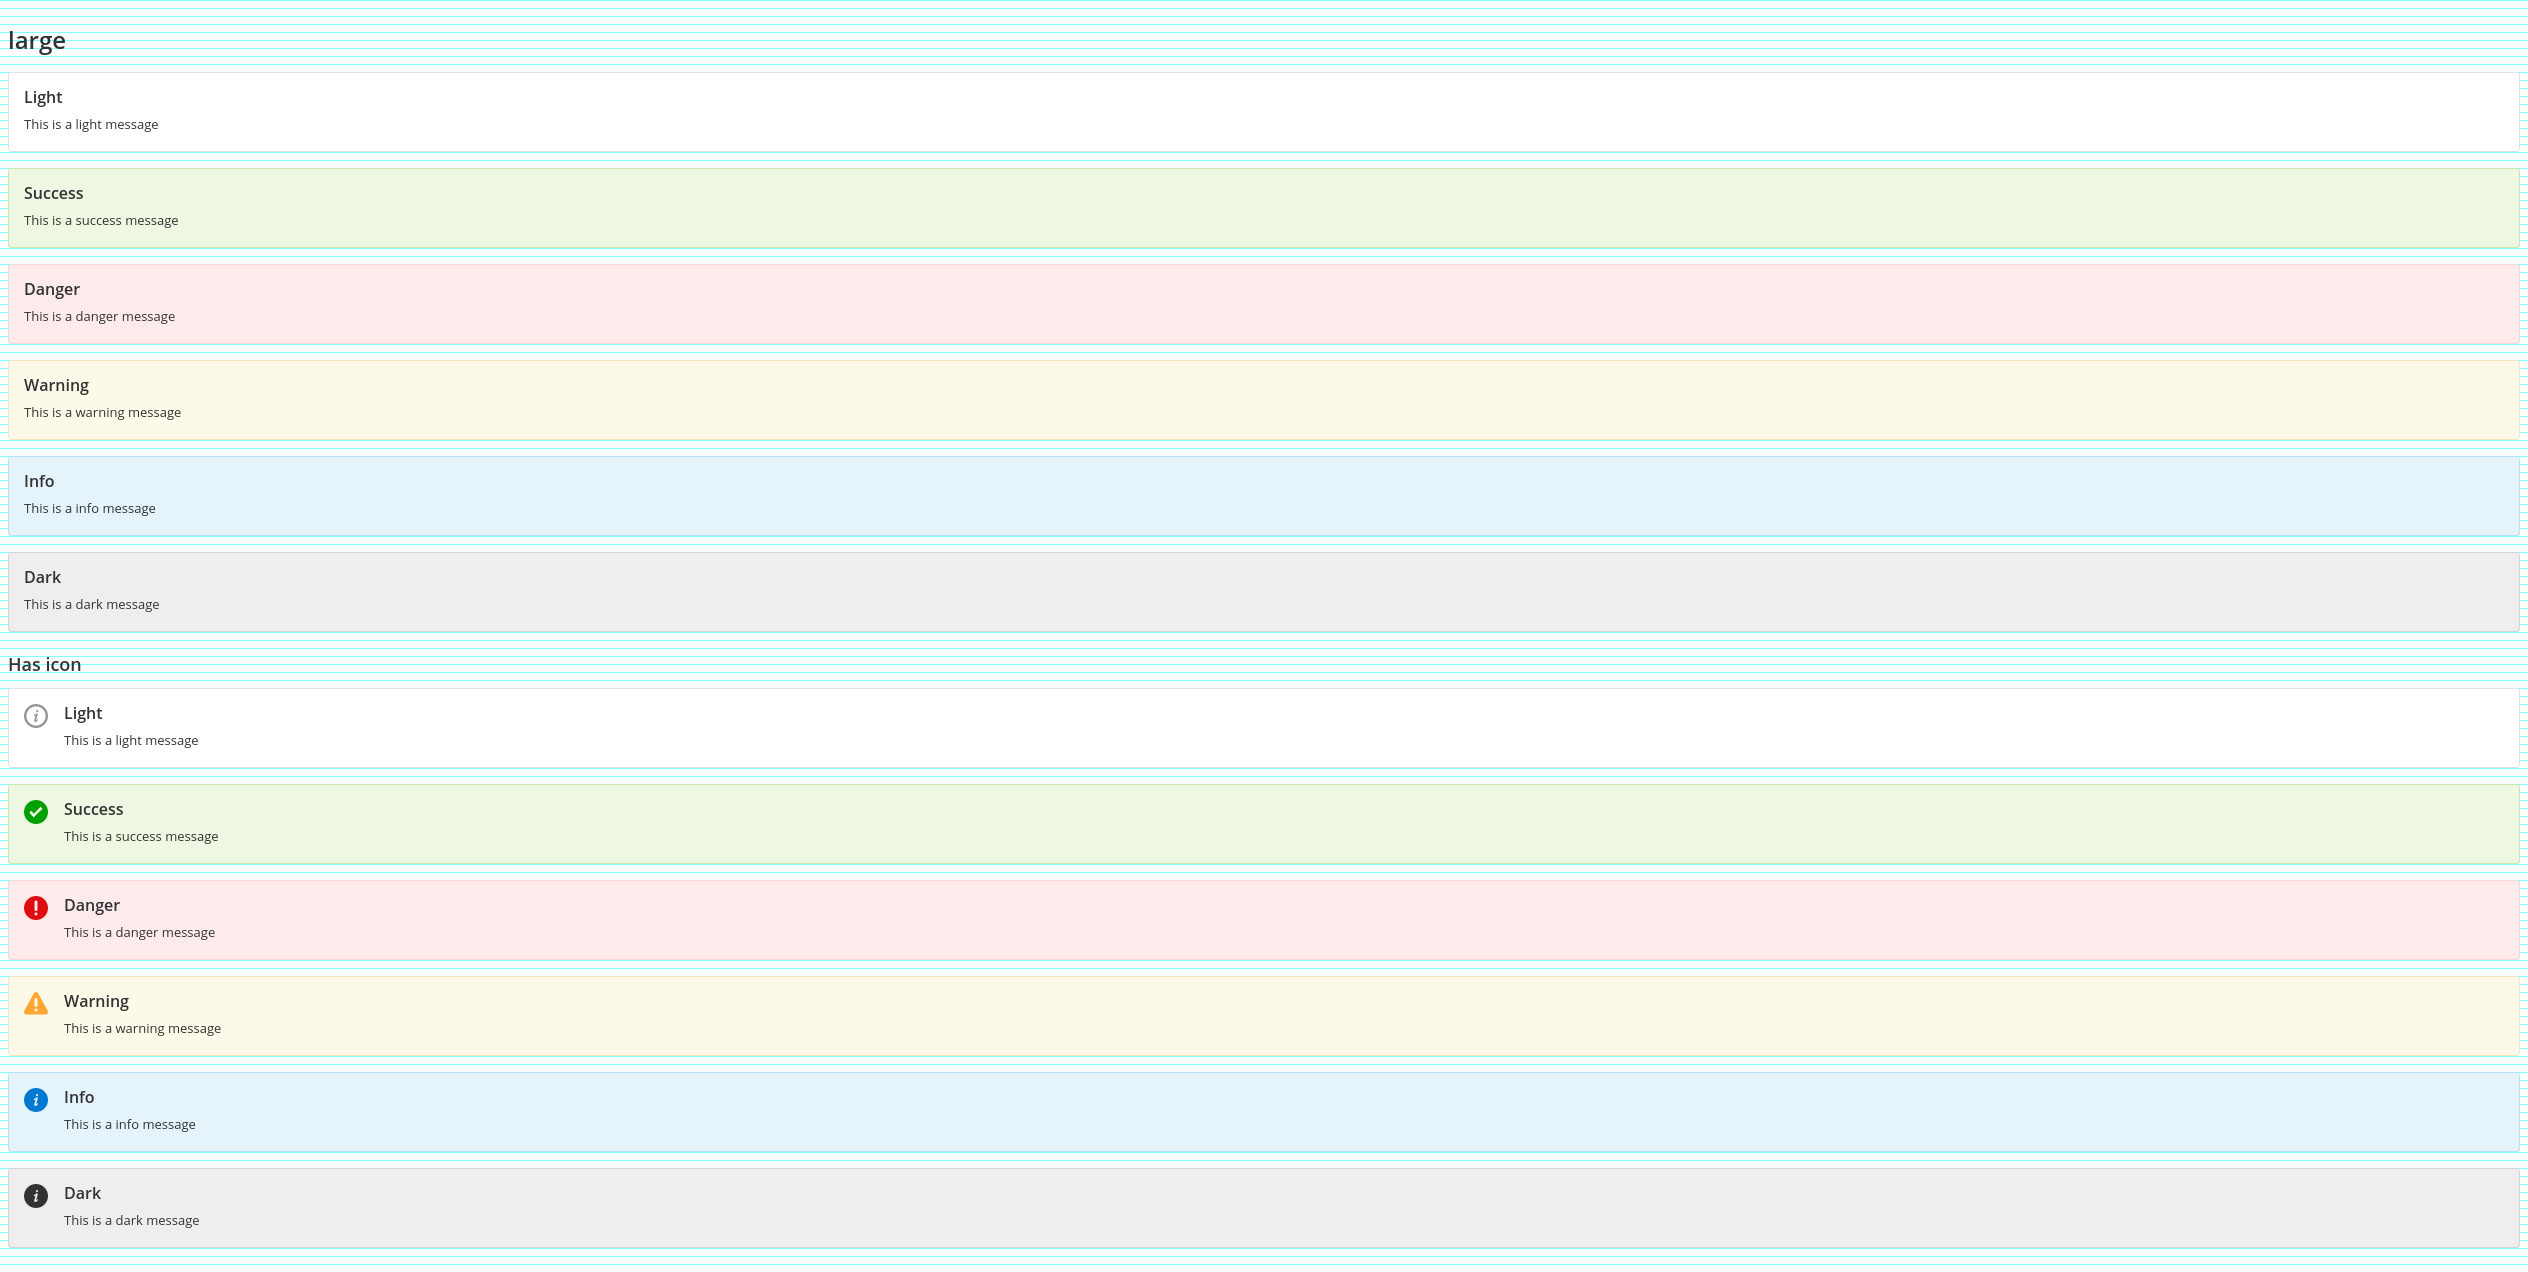 large
Light
This is a light message
Success
This is a success message
Danger
This is a danger message
Warning
This is a warning message
Info
This is a info message
Dark
This is a dark message
Has icon
Light
This is a light message
Success
This is a success message
Danger
This is a danger message
Warning
This is a warning message
Info
This is a info message
Dark
This is a dark message